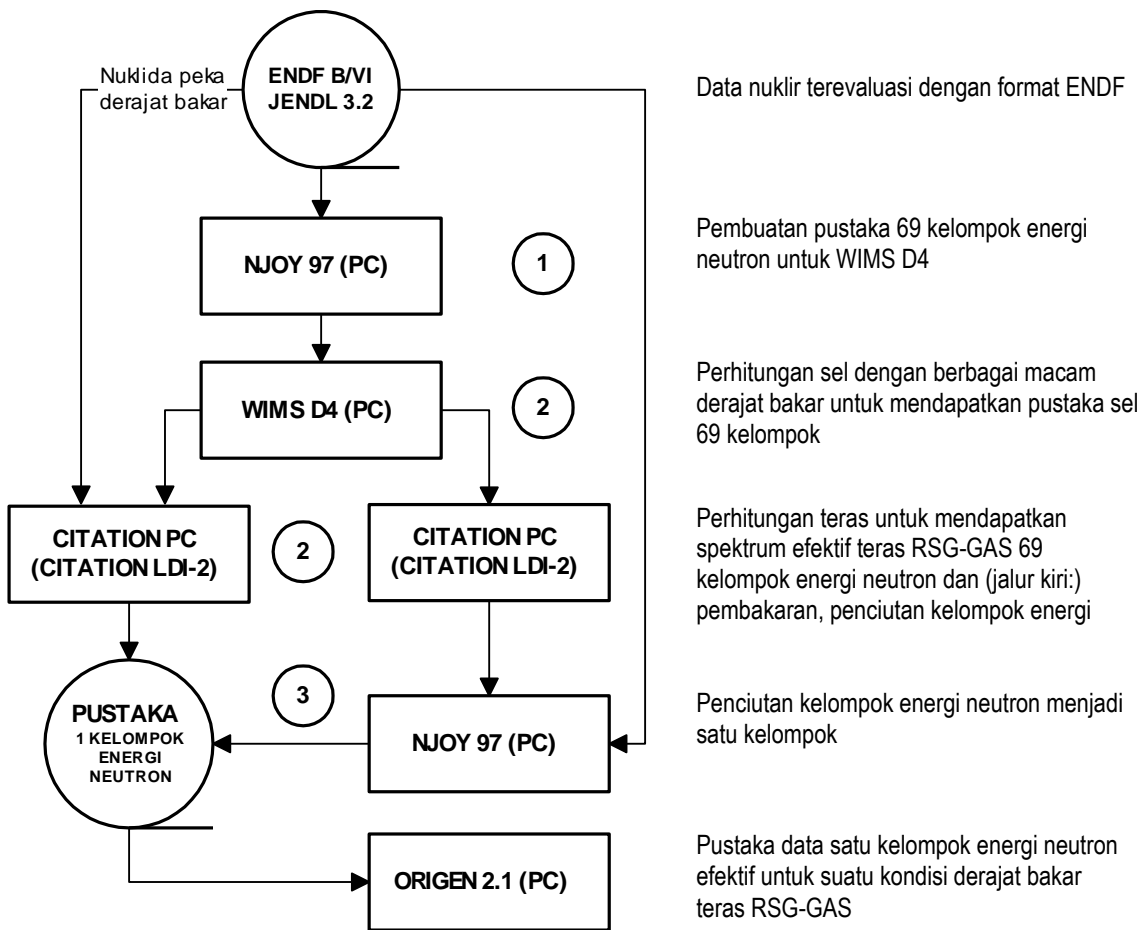 Nuklida peka
derajat bakar
ENDF B/VI
JENDL 3.2
Data nuklir terevaluasi dengan format ENDF
NJOY 97 (PC)
1
Pembuatan pustaka 69 kelompok energi
neutron untuk WIMS D4
WIMS D4 (PC)
2
Perhitungan sel dengan berbagai macam
derajat bakar untuk mendapatkan pustaka sel
69 kelompok
CITATION PC
(CITATION LDI-2)
2
CITATION PC
(CITATION LDI-2)
Perhitungan teras untuk mendapatkan
spektrum efektif teras RSG-GAS 69
kelompok energi neutron dan (jalur kiri:)
pembakaran, penciutan kelompok energi
PUSTAKA
1 KELOMPOK
ENERGI
NEUTRON
3
NJOY 97 (PC)
Penciutan kelompok energi neutron menjadi
satu kelompok
ORIGEN 2.1 (PC)
Pustaka data satu kelompok energi neutron
efektif untuk suatu kondisi derajat bakar
teras RSG-GAS